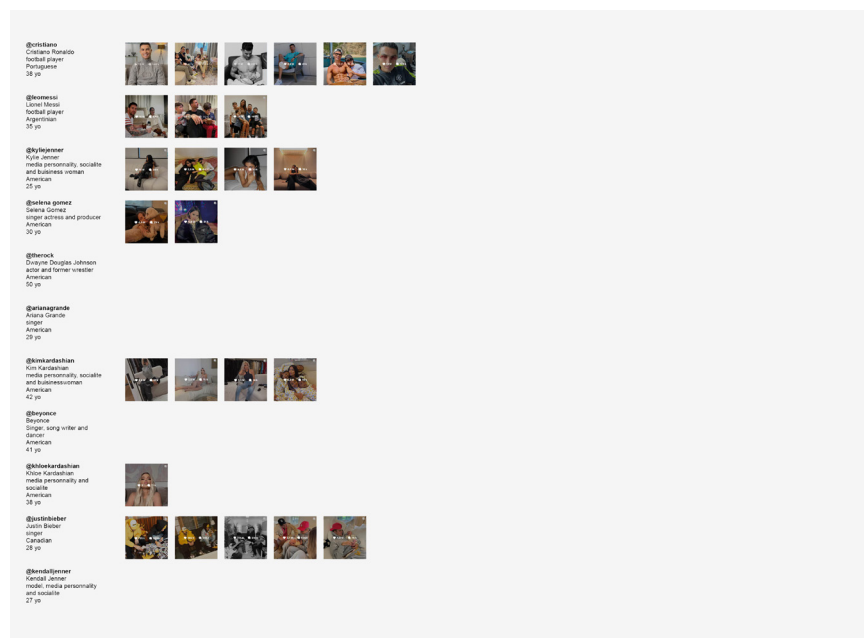 @cristiano
Cristiano Ronaldo
football player
Portuguese
38 yo
@leomessi
Lionel Messi
football player
Argentinian
35 yo
@kyliejenner
Kylie Jenner
media personnality, socialite
and buisiness woman
American
25 yo
@selena gomez
Selena Gomez
singer actress and producer
American
30 yo
@therock
Dwayne Douglas Johnson
actor and former wrestler
American
50 yo
@arianagrande
Ariana Grande
singer
American
29 yo
@kimkardashian
Kim Kardashian
media personnality, socialite
and buisinesswoman
American
42 yo
@beyonce
Beyonce
Singer, song writer and
dancer
American
41 yo
@khloekardashian
Khloe Kardashian
media personnality and
socialite
American
38 yo
@justinbieber
Justin Bieber
singer
Canadian
28 yo
@kendalljenner
Kendall Jenner
model, media personnality
and socialite
27 yo